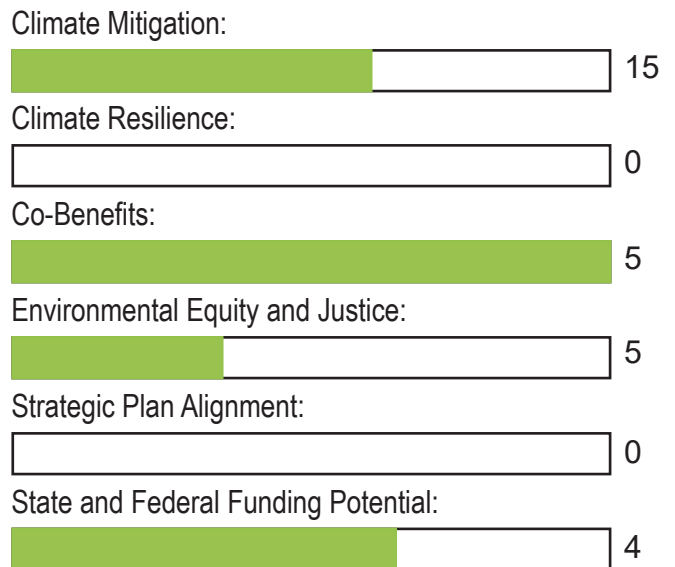 Climate Mitigation:
15
Climate Resilience:
0
Co-Benefits:
5
Environmental Equity and Justice:
5
Strategic Plan Alignment:
0
State and Federal Funding Potential:
4